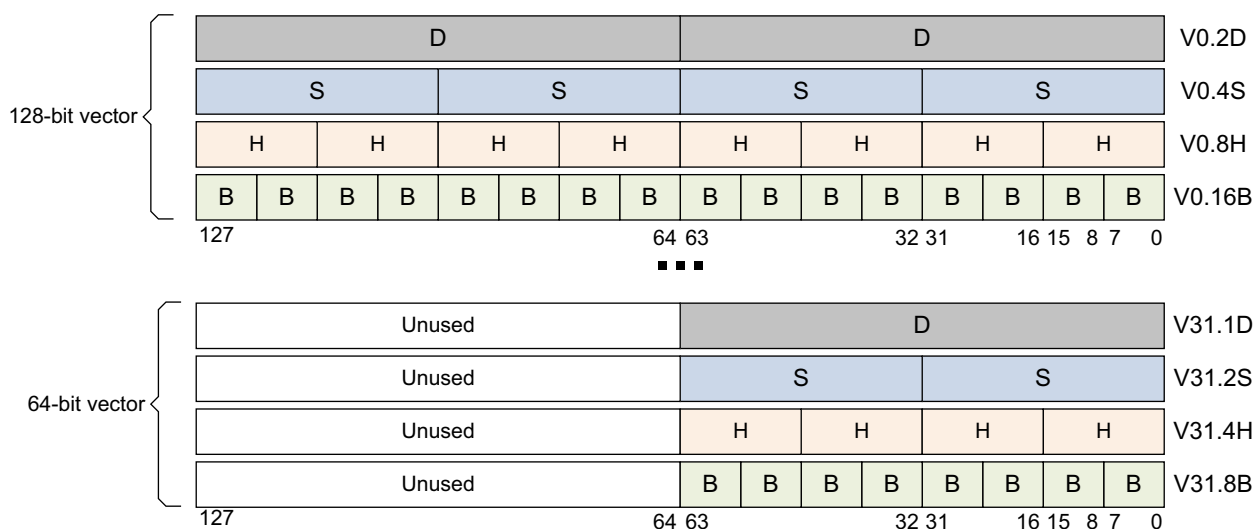 D D V0.2D
S S S S V0.4S
128-bit vector
H H H H H H H H V0.8H
B B B B B B B B B B B B B B B B V0.16B
127 64 63 32 31 16 15 8 7 0
Unused D V31.1D
Unused S S V31.2S
64-bit vector
Unused H H H H V31.4H
Unused B B B B B B B B V31.8B
127 64 63 32 31 16 15 8 7 0